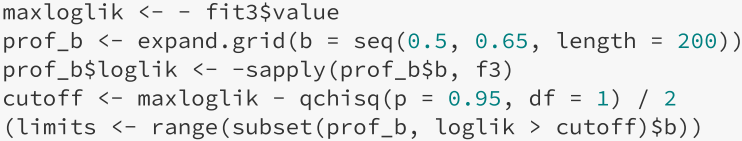 maxloglik <- - fit3$value
prof_b <- expand.grid(b = seq(0.5, 0.65, length = 200))
prof_b$loglik <- -sapply(prof_b$b, f3)
cutoff <- maxloglik - qchisq(p = 0.95, df = 1) / 2
(limits <- range(subset(prof_b, loglik > cutoff)$b))